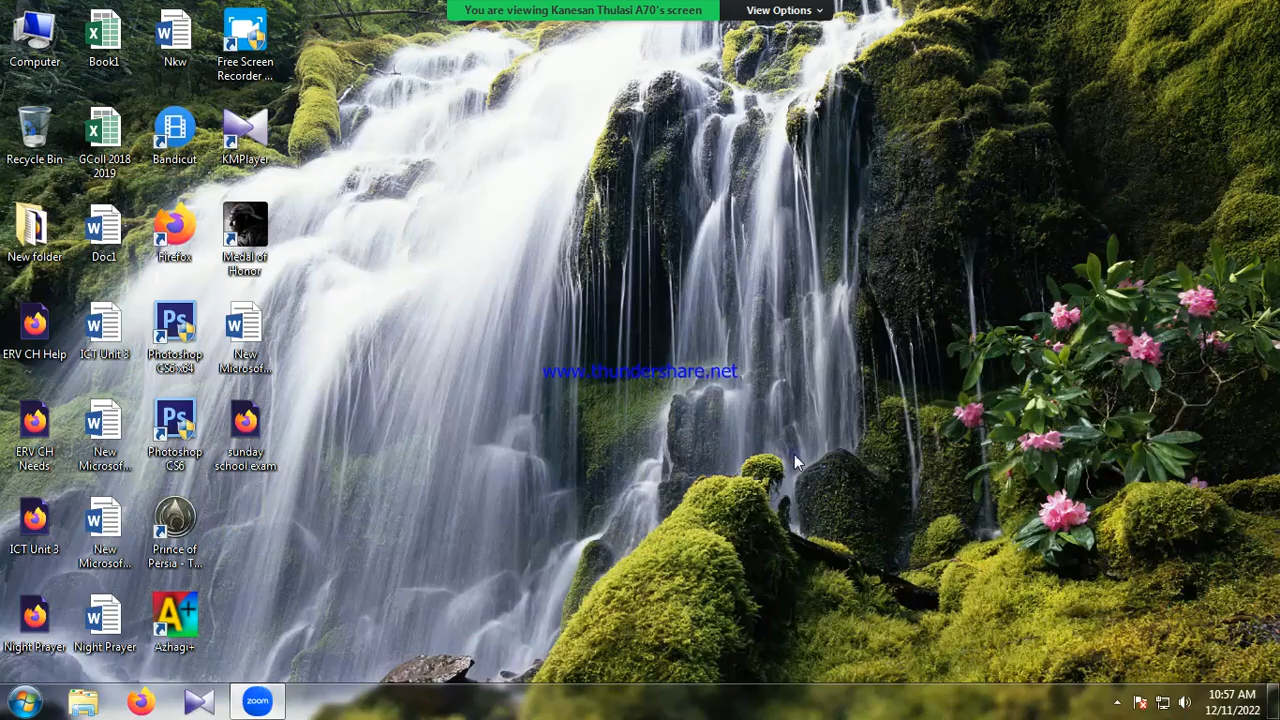 You are viewing Kanesan Thulasi A70's screen
View Options
Computer
Book1
Nkw
Free Screen
Recorder ...
Recycle Bin
GColl 2018
2019
Bandicut
KMPlayer
New folder
Doc1
Firefox
Medal of
Honor
ERV CH Help
..
ICT Unit 3
Photoshop
CS6 x64
New
Microsof...
ERV CH
Needs
New
Microsof...
Photoshop
CS6
sunday
school exam
ICT Unit 3
New
Microsof...
Prince of
Persia - T...
Night Prayer
Night Prayer
A+
Azhagi+
www.thundershare.net
zoom
10:57 AM
12/11/2022